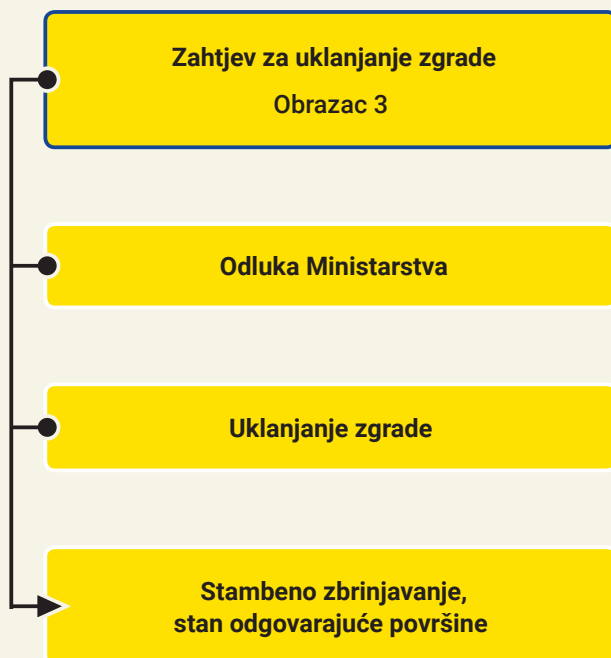 Zahtjev za uklanjanje zgrade
Obrazac 3
Odluka Ministarstva
Uklanjanje zgrade
Stambeno zbrinjavanje,
stan odgovarajuće površine